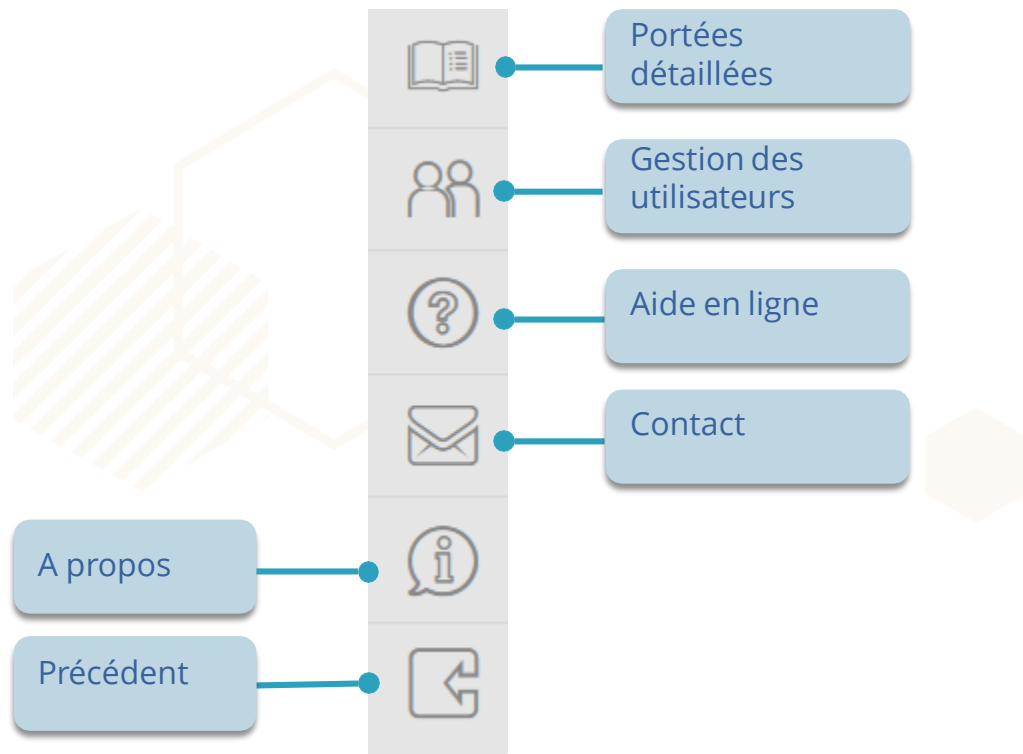 Portées
détaillées
Gestion des
utilisateurs
Aide en ligne
Contact
A propos
Précédent